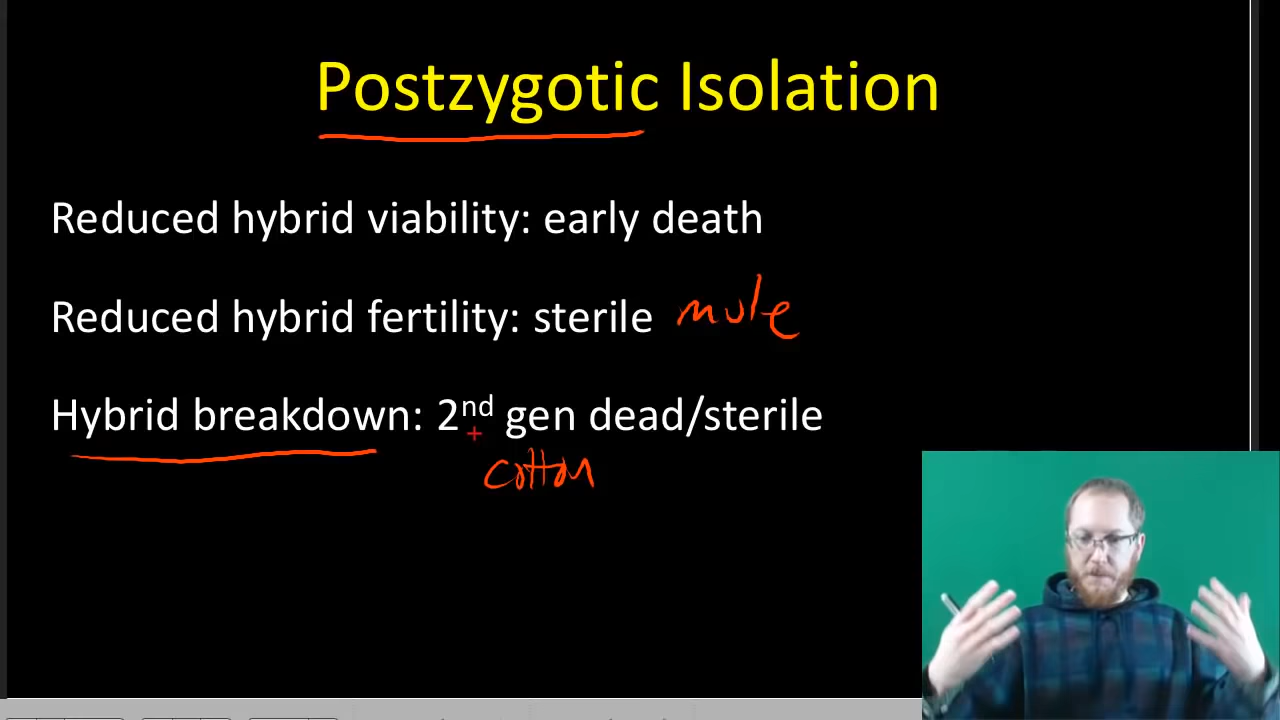 Postzygotic Isolation
Reduced hybrid viability: early death
Reduced hybrid fertility: sterile mule
Hybrid breakdown: 2nd gen dead/sterile
cotton